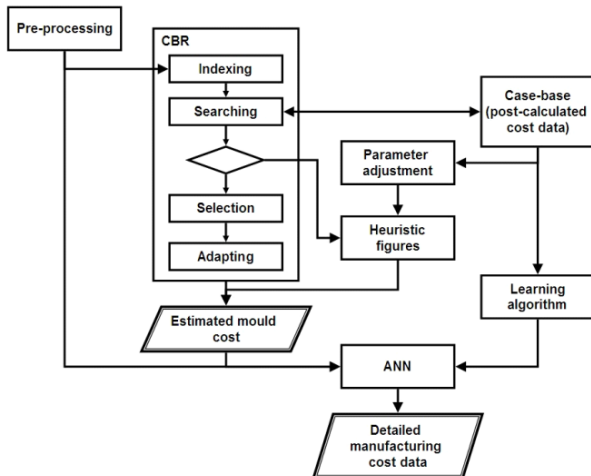 Pre-processing
CBR
Indexing
Searching
Case-base
(post-calculated
cost data)
Parameter
adjustment
Selection
Heuristic
figures
Adapting
Learning
algorithm
Estimated mould
cost
ANN
Detailed
manufacturing
cost data